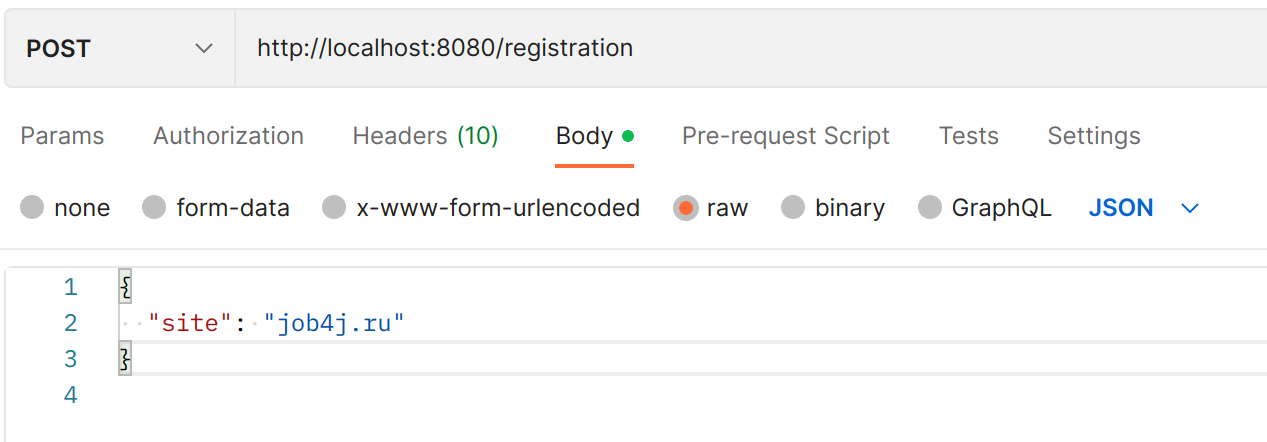 POST http://localhost:8080/registration
Params Authorization Headers (10) Body Pre-request Script Tests Settings
none form-data x-www-form-urlencoded raw binary GraphQL JSON
1 {
2 "site": "job4j.ru"
3 }
4